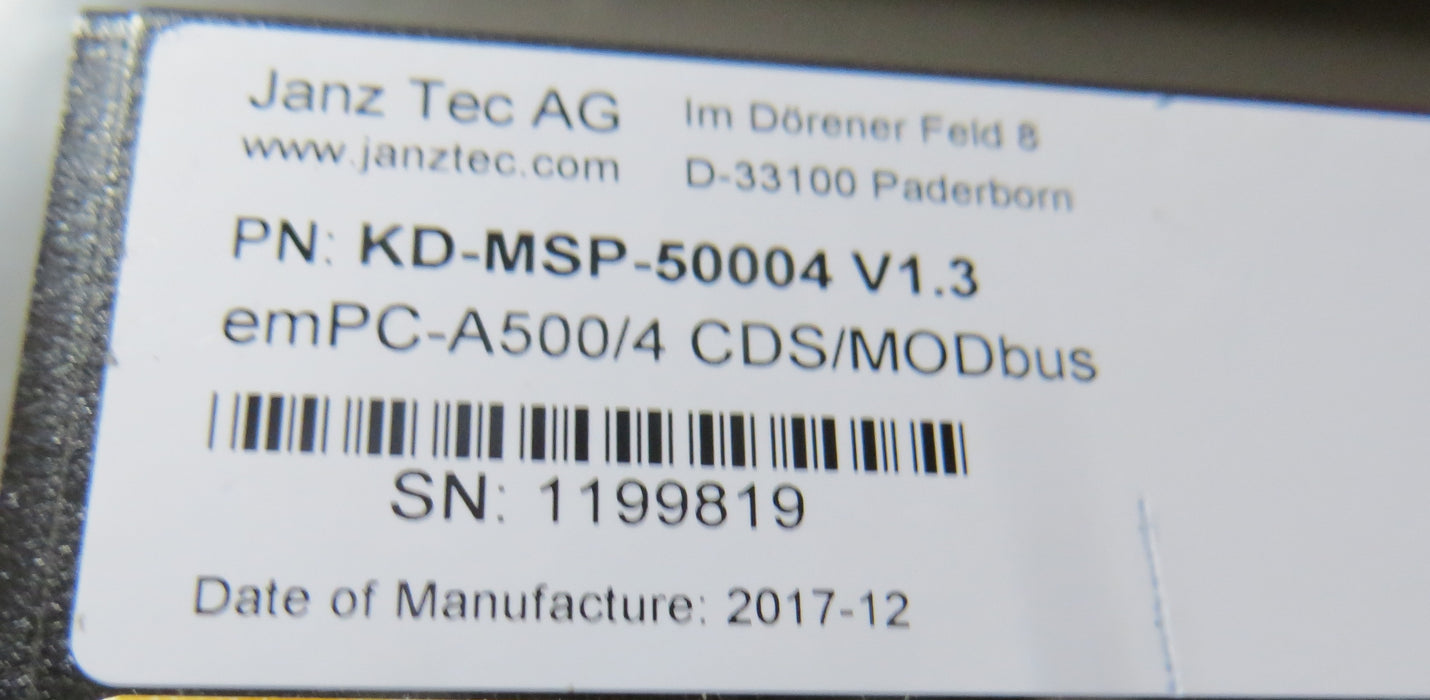 Janz Tec AG
www.janztec.com
Im Dörener Feld 8
D-33100 Paderborn
PN: KD-MSP-50004 V1.3
emPC-A500/4 CDS/MODbus
SN: 1199819
Date of Manufacture: 2017-12